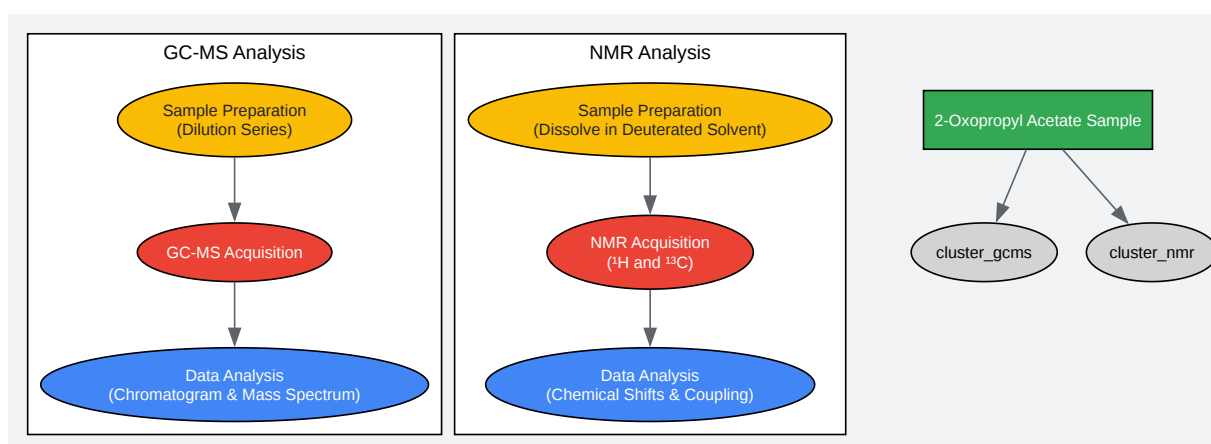 GC-MS Analysis
Sample Preparation
(Dilution Series)
GC-MS Acquisition
Data Analysis
(Chromatogram & Mass Spectrum)
NMR Analysis
Sample Preparation
(Dissolve in Deuterated Solvent)
NMR Acquisition
(¹H and ¹³C)
Data Analysis
(Chemical Shifts & Coupling)
2-Oxopropyl Acetate Sample
cluster_gcms
cluster_nmr